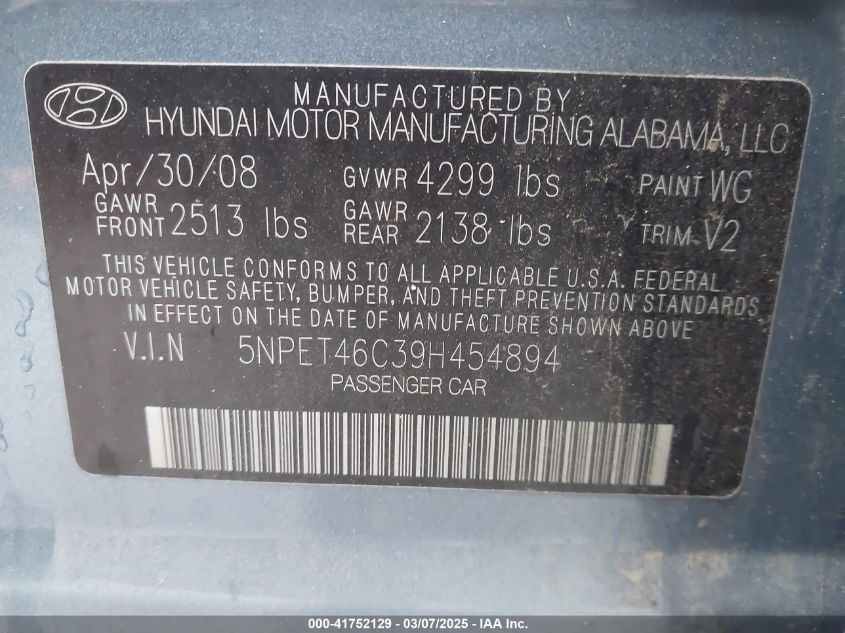 MANUFACTURED BY
HYUNDAI MOTOR MANUFACTURING ALABAMA, LLC
Apr/30/08 GVWR 4299 lbs PAINT WG
GAWR FRONT 2513 lbs GAWR REAR 2138 lbs TRIM V2
THIS VEHICLE CONFORMS TO ALL APPLICABLE U.S.A. FEDERAL
MOTOR VEHICLE SAFETY, BUMPER, AND THEFT PREVENTION STANDARDS
IN EFFECT ON THE DATE OF MANUFACTURE SHOWN ABOVE
V.I.N 5NPET46C39H454894
PASSENGER CAR
000-41752129 - 03/07/2025 - IAA Inc.